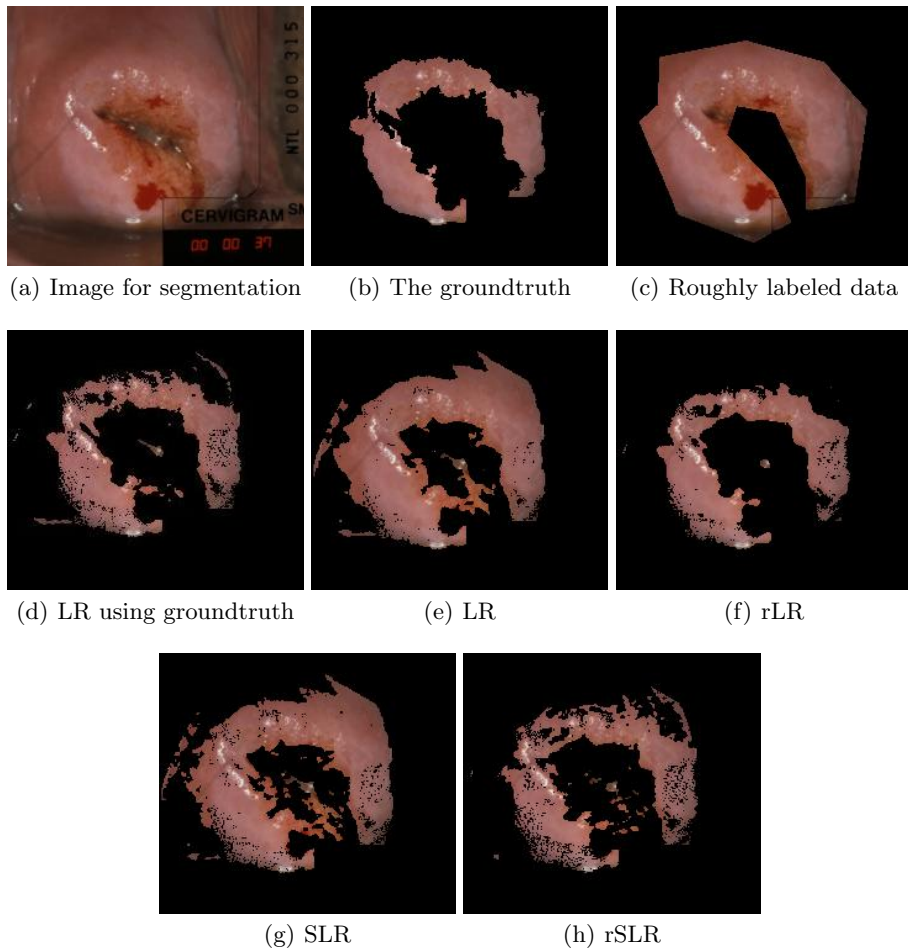 NTL 000 315
CERVIGRAM SM
00 00 37
(a) Image for segmentation
(b) The groundtruth
(c) Roughly labeled data
(d) LR using groundtruth
(e) LR
(f) rLR
(g) SLR
(h) rSLR